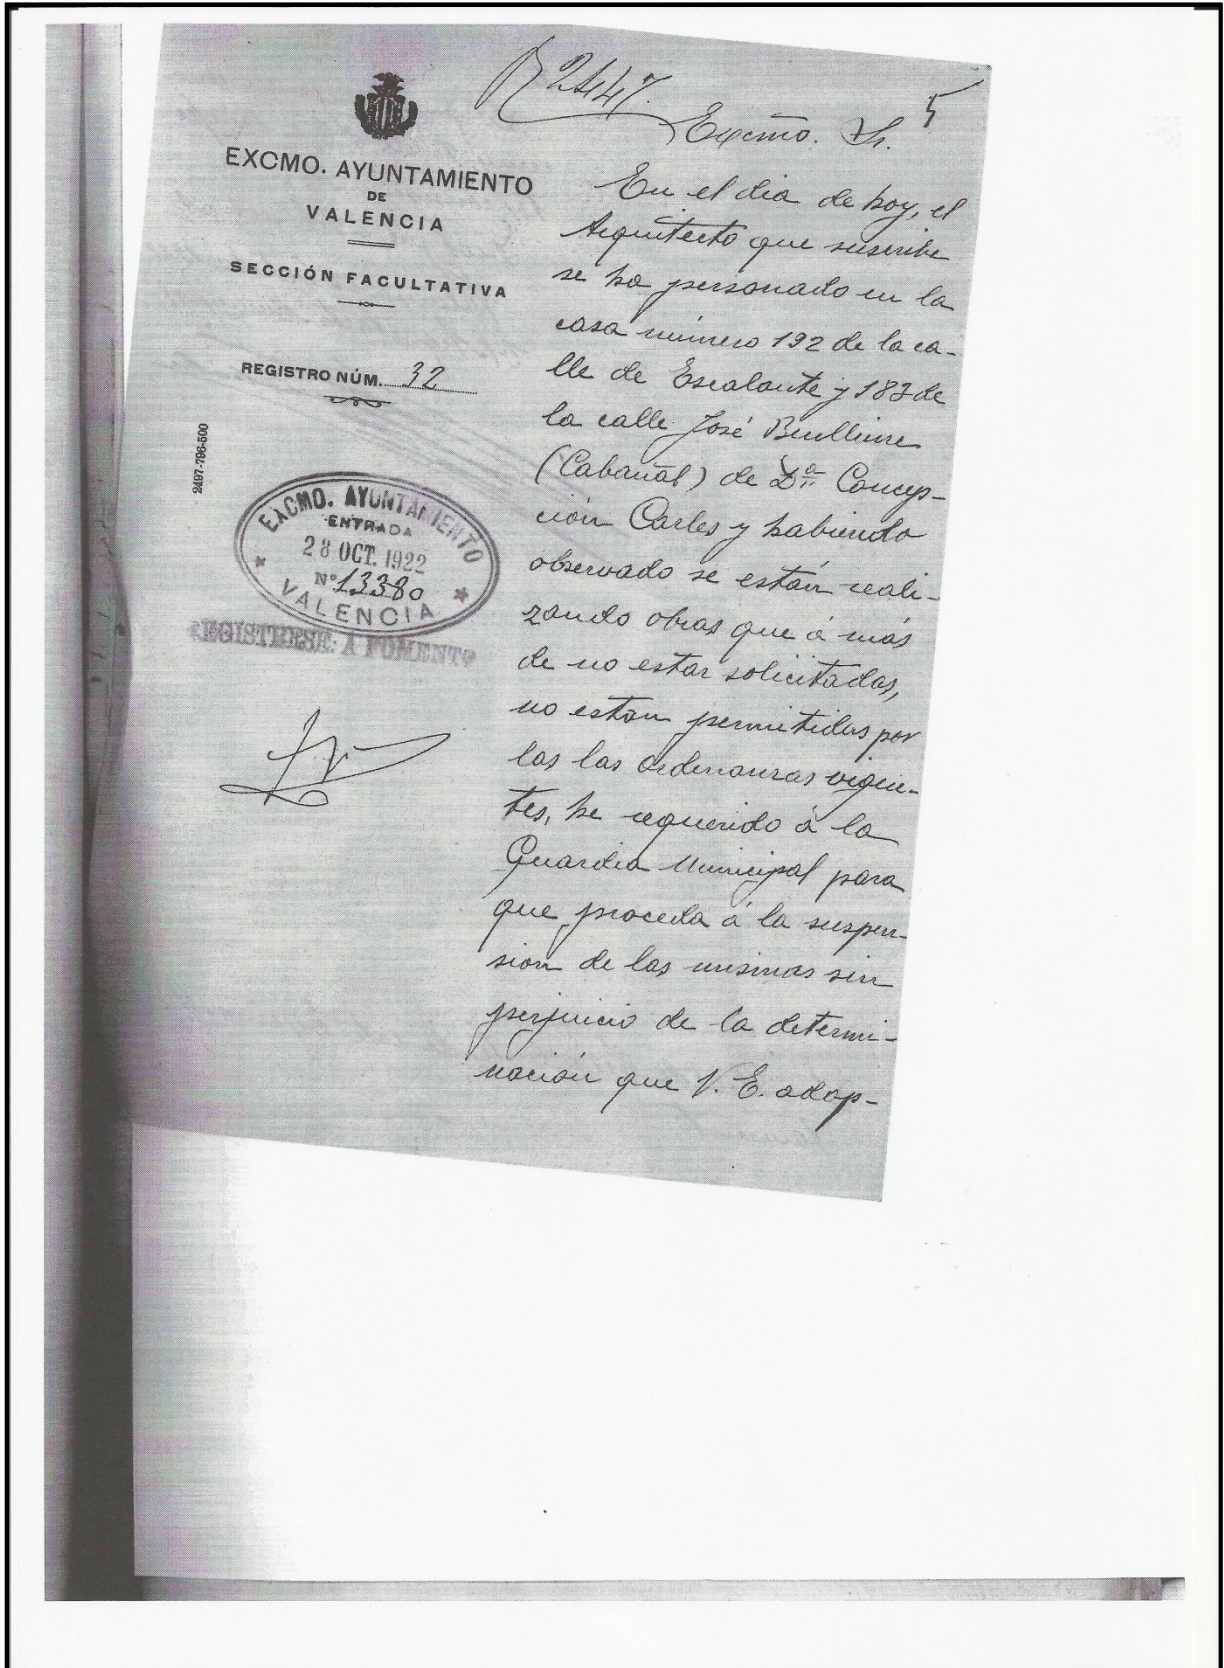 R 2447.
5
EXCMO. AYUNTAMIENTO
DE
VALENCIA
SECCIÓN FACULTATIVA
REGISTRO NÚM. 32
2497-796-500
EXCMO. AYUNTAMIENTO
ENTRADA
28 OCT. 1922
Nº 13380
VALENCIA
REGISTRESE: A FOMENTO
Excmo. Sr.
En el dia de hoy, el
Arquitecto que suscribe
se ha personado en la
casa número 192 de la ca-
lle de Escalante y 183 de
la calle José Benlliure
(Cabañal) de Dª Concep-
ción Carles y habiendo
observado se están reali-
zando obras que á más
de no estar solicitadas,
no estan permitidas por
las las Ordenanzas vigen-
tes, he requerido á la
Guardia Municipal para
que proceda á la suspen-
sion de las mismas sin
perjuicio de la determi-
nación que V. E. adop-